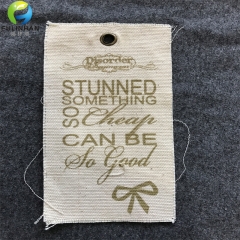 Disorder
STUNNED
SOMETHING
SO Cheap
CAN BE
So Good